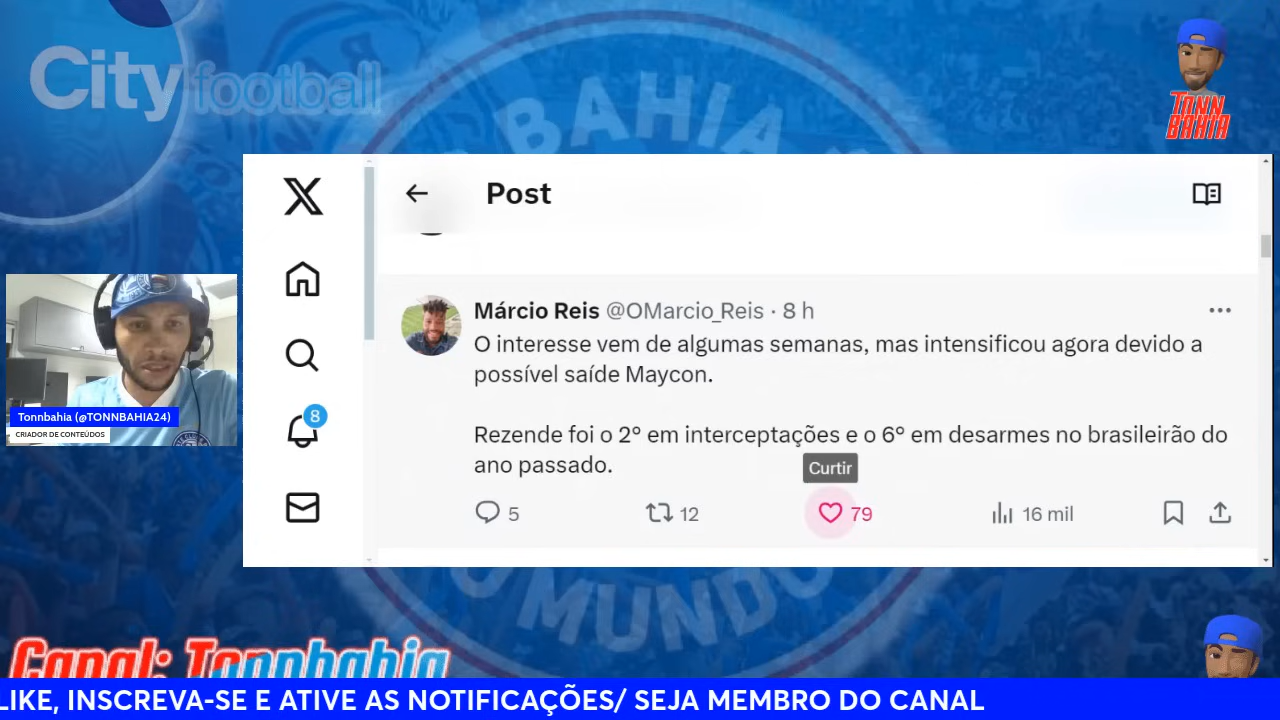 City football
BAHIA
TONN
BAHIA
Post
Márcio Reis @OMarcio_Reis · 8 h
O interesse vem de algumas semanas, mas intensificou agora devido a
possível saída Maycon.
Rezende foi o 2º em interceptações e o 6º em desarmes no brasileirão do
ano passado.
Curtir
5
12
79
16 mil
8
Tonnbahia (@TONNBAHIA24)
CRIADOR DE CONTEÚDOS
O MUNDO
Canal: Tonnbahia
LIKE, INSCREVA-SE E ATIVE AS NOTIFICAÇÕES/ SEJA MEMBRO DO CANAL